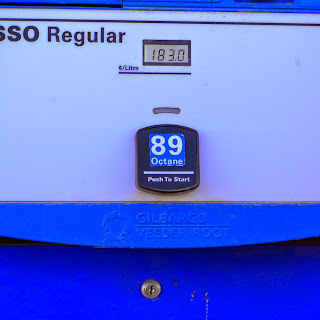 SSO Regular
183.0
¢/Litre
89
Octane
Push To Start
GILBARCO
VEEDER-ROOT